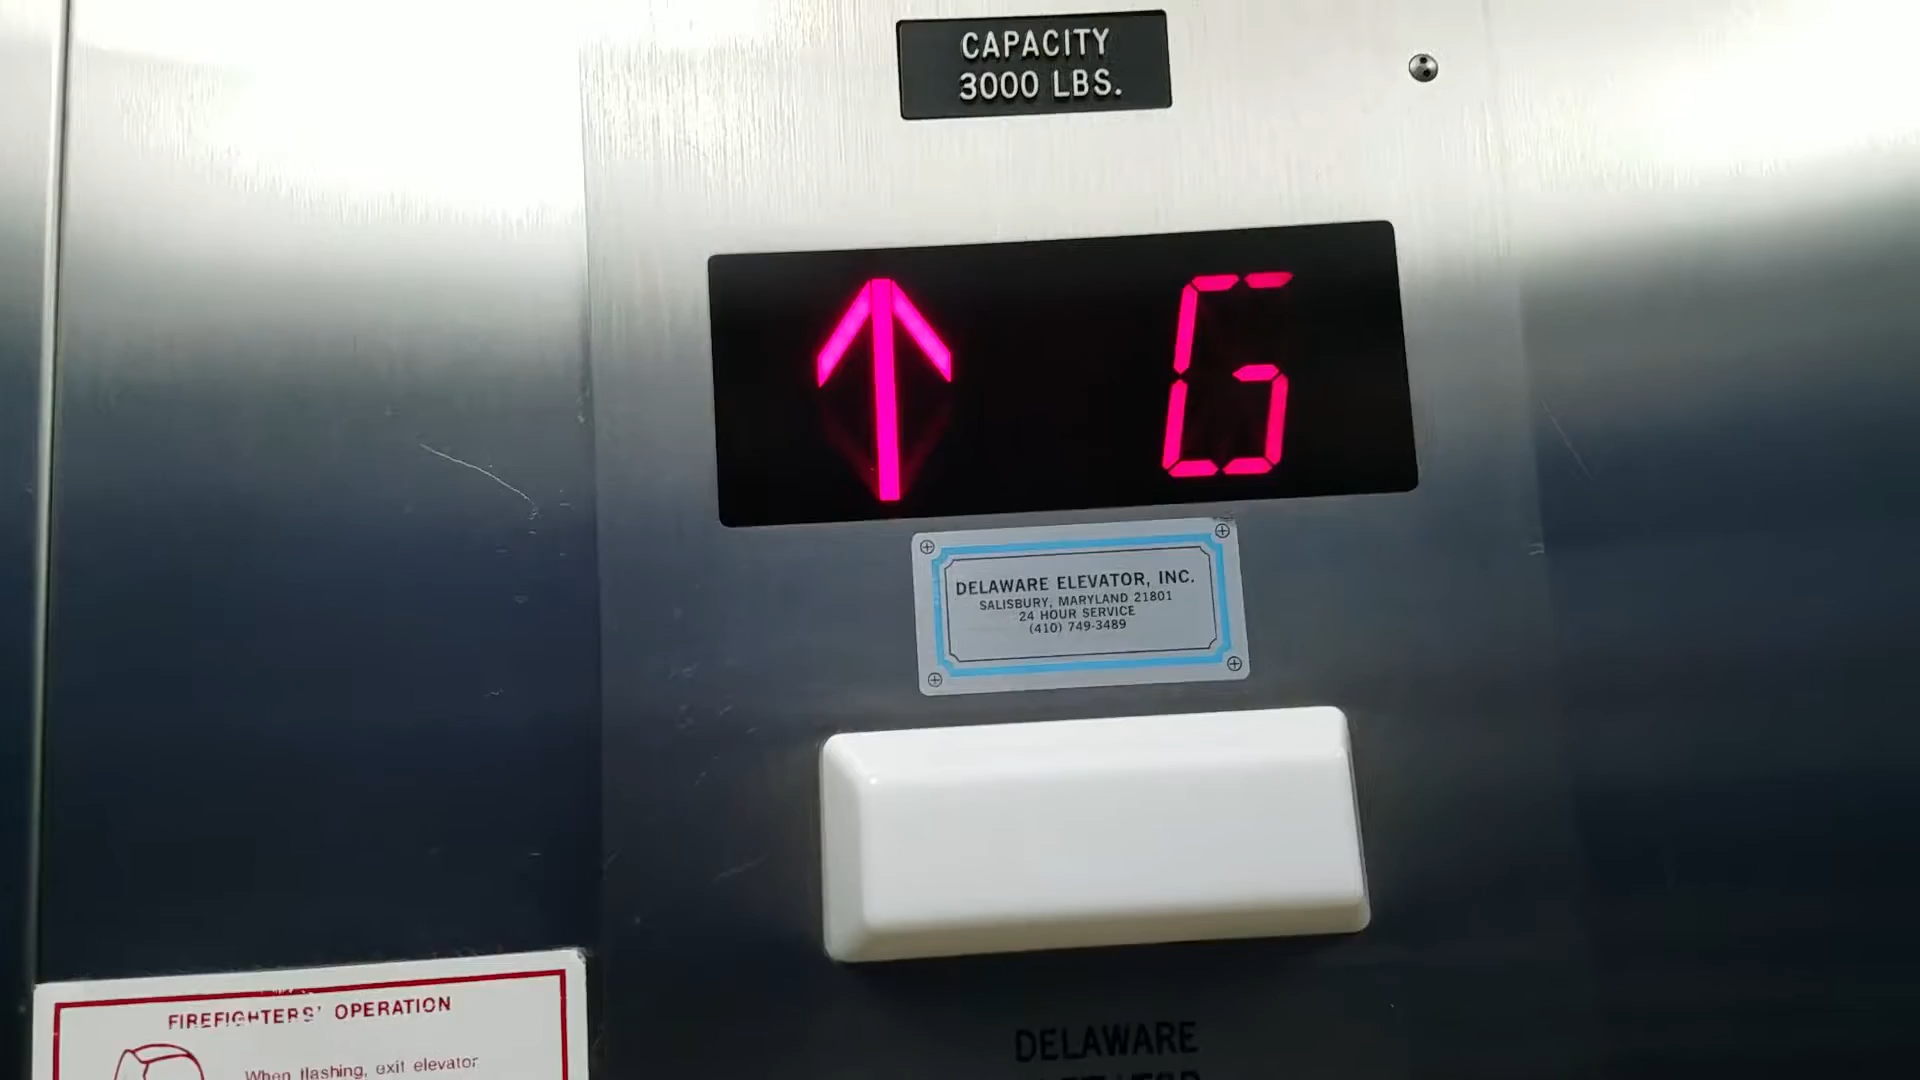 CAPACITY
3000 LBS.
G
DELAWARE ELEVATOR, INC.
SALISBURY, MARYLAND 21801
24 HOUR SERVICE
(410) 749-3489
FIREFIGHTERS' OPERATION
When flashing, exit elevator
DELAWARE